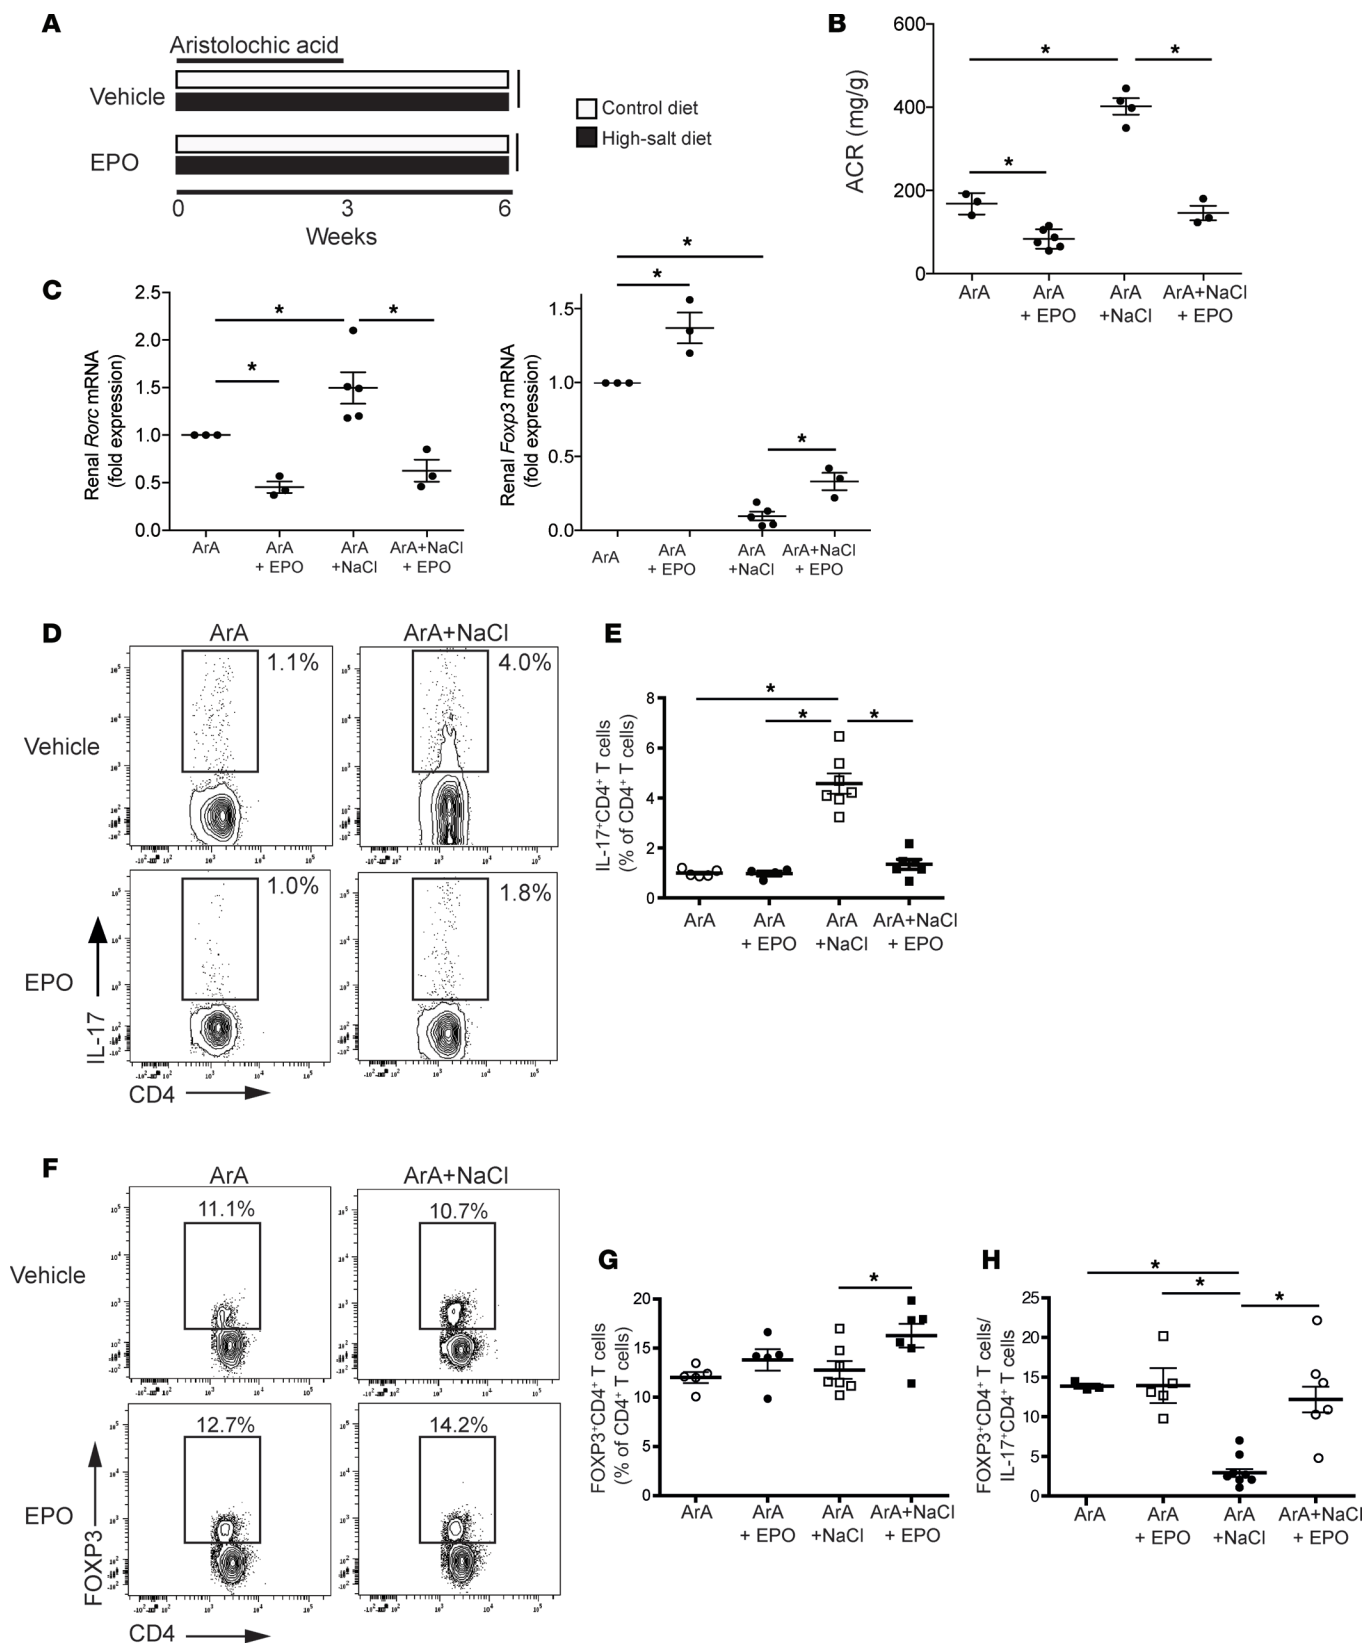 A
Aristolochic acid
Vehicle
EPO
0 3 6
Weeks
Control diet
High-salt diet
B
ACR (mg/g)
600
400
200
0
* * *
ArA ArA ArA ArA+NaCl
+ EPO +NaCl + EPO
C
Renal Rorc mRNA
(fold expression)
2.5
2.0
1.5
1.0
0.5
0.0
* * *
ArA ArA ArA ArA+NaCl
+ EPO +NaCl + EPO
Renal Foxp3 mRNA
(fold expression)
1.5
1.0
0.5
0.0
* * *
ArA ArA ArA ArA+NaCl
+ EPO +NaCl + EPO
D
ArA ArA+NaCl
Vehicle
1.1% 4.0%
EPO
1.0% 1.8%
IL-17
CD4
E
IL-17+CD4+ T cells
(% of CD4+ T cells)
8
6
4
2
0
* * *
ArA ArA ArA ArA+NaCl
+ EPO +NaCl + EPO
F
ArA ArA+NaCl
Vehicle
11.1% 10.7%
EPO
12.7% 14.2%
FOXP3
CD4
G
FOXP3+CD4+ T cells
(% of CD4+ T cells)
20
15
10
5
0
*
ArA ArA ArA ArA+NaCl
+ EPO +NaCl + EPO
H
FOXP3+CD4+ T cells/
IL-17+CD4+ T cells
25
20
15
10
5
0
* * *
ArA ArA ArA ArA+NaCl
+ EPO +NaCl + EPO